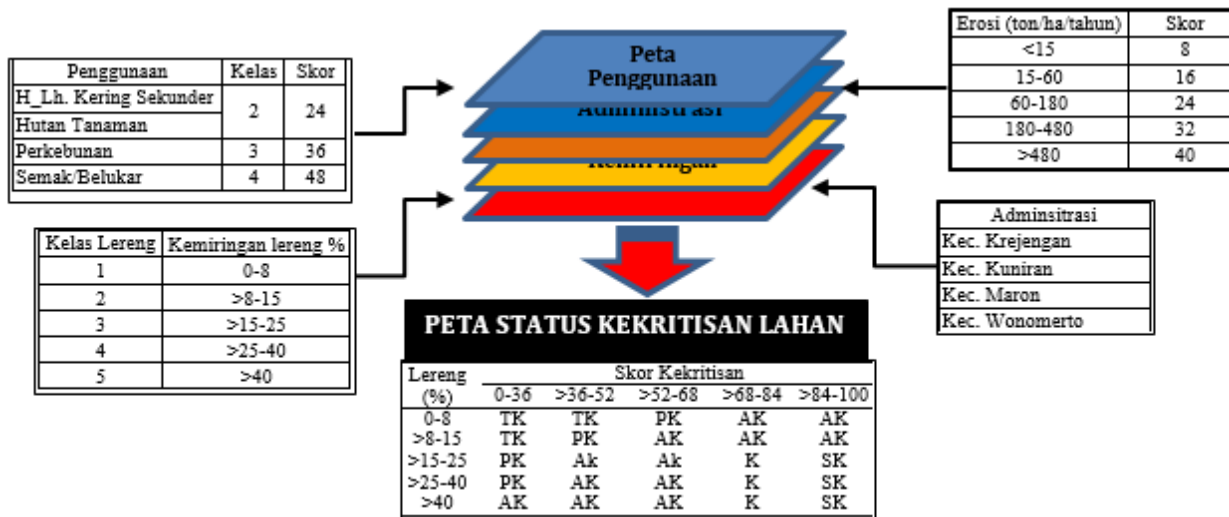 Penggunaan Kelas Skor
H_Lh. Kering Sekunder 2 24
Hutan Tanaman
Perkebunan 3 36
Semak/Belukar 4 48
Peta
Penggunaan
Administrasi
Kemiringan
Erosi (ton/ha/tahun) Skor
<15 8
15-60 16
60-180 24
180-480 32
>480 40
Kelas Lereng Kemiringan lereng %
1 0-8
2 >8-15
3 >15-25
4 >25-40
5 >40
Adminsitrasi
Kec. Krejengan
Kec. Kuniran
Kec. Maron
Kec. Wonomerto
PETA STATUS KEKRITISAN LAHAN
Lereng Skor Kekritisan
(%) 0-36 >36-52 >52-68 >68-84 >84-100
0-8 TK TK PK AK AK
>8-15 TK PK AK AK AK
>15-25 PK Ak Ak K SK
>25-40 PK AK AK K SK
>40 AK AK AK K SK